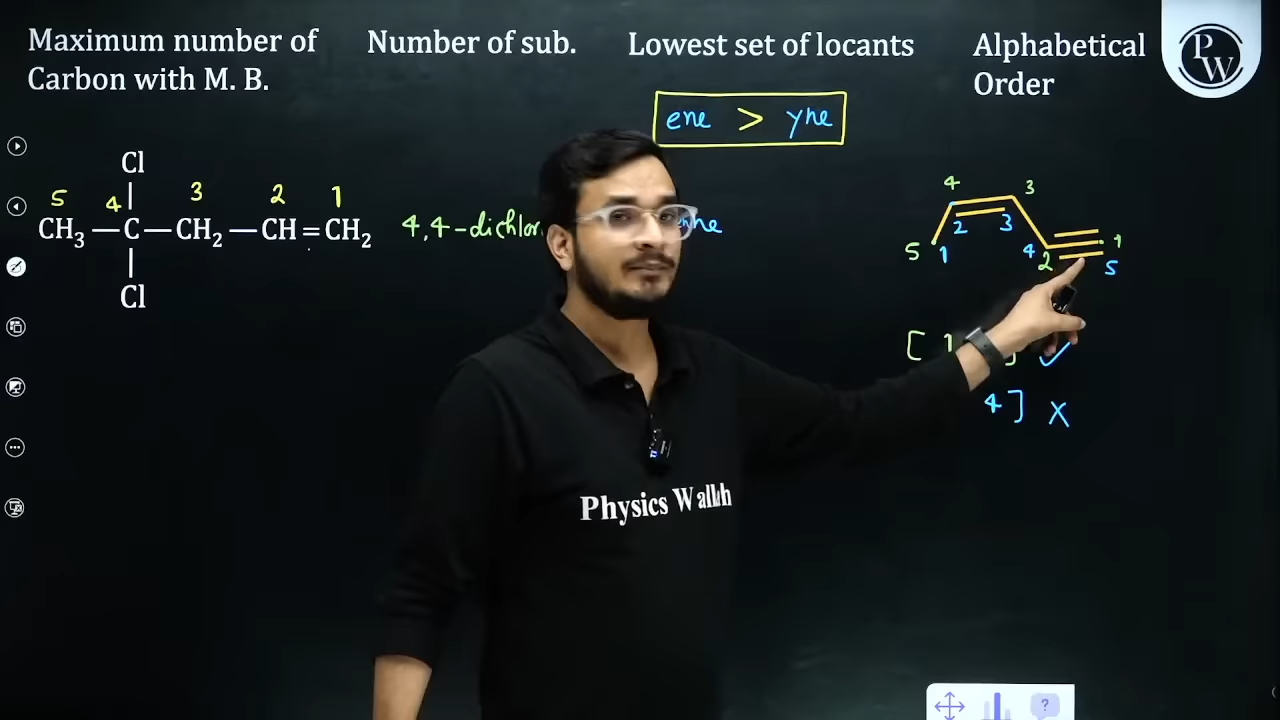 Maximum number of
Carbon with M. B.
Number of sub.
Lowest set of locants
Alphabetical
Order
P
W
ene > yne
Cl
5 4 3 2 1
CH₃ — C — CH₂ — CH = CH₂
Cl
4,4-dichlor
ne
4 3
2 3
5 1 4 2 1
5
[ 1 ] ✓
4 ] X
Physics Wallah
?